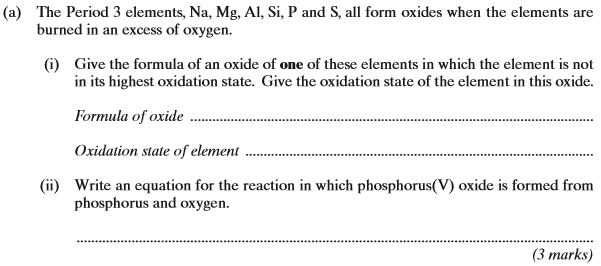 (a) The Period 3 elements, Na, Mg, Al, Si, P and S, all form oxides when the elements are
burned in an excess of oxygen.
(i) Give the formula of an oxide of one of these elements in which the element is not
in its highest oxidation state. Give the oxidation state of the element in this oxide.
Formula of oxide ..........................................................................................
Oxidation state of element ..........................................................................................
(ii) Write an equation for the reaction in which phosphorus(V) oxide is formed from
phosphorus and oxygen.
..........................................................................................
(3 marks)